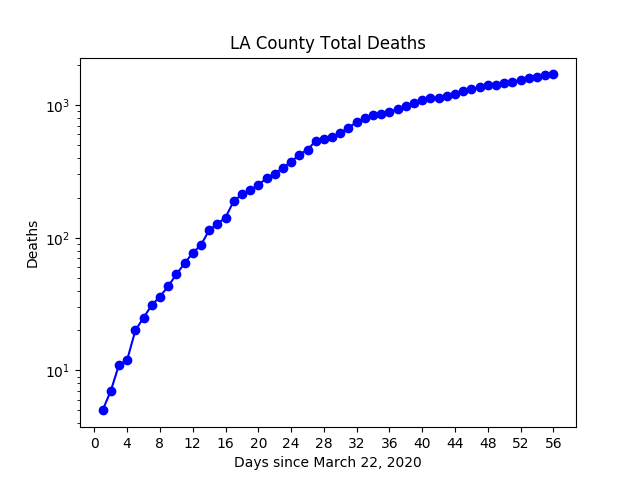 LA County Total Deaths
Deaths
10³
10²
10¹
0 4 8 12 16 20 24 28 32 36 40 44 48 52 56
Days since March 22, 2020